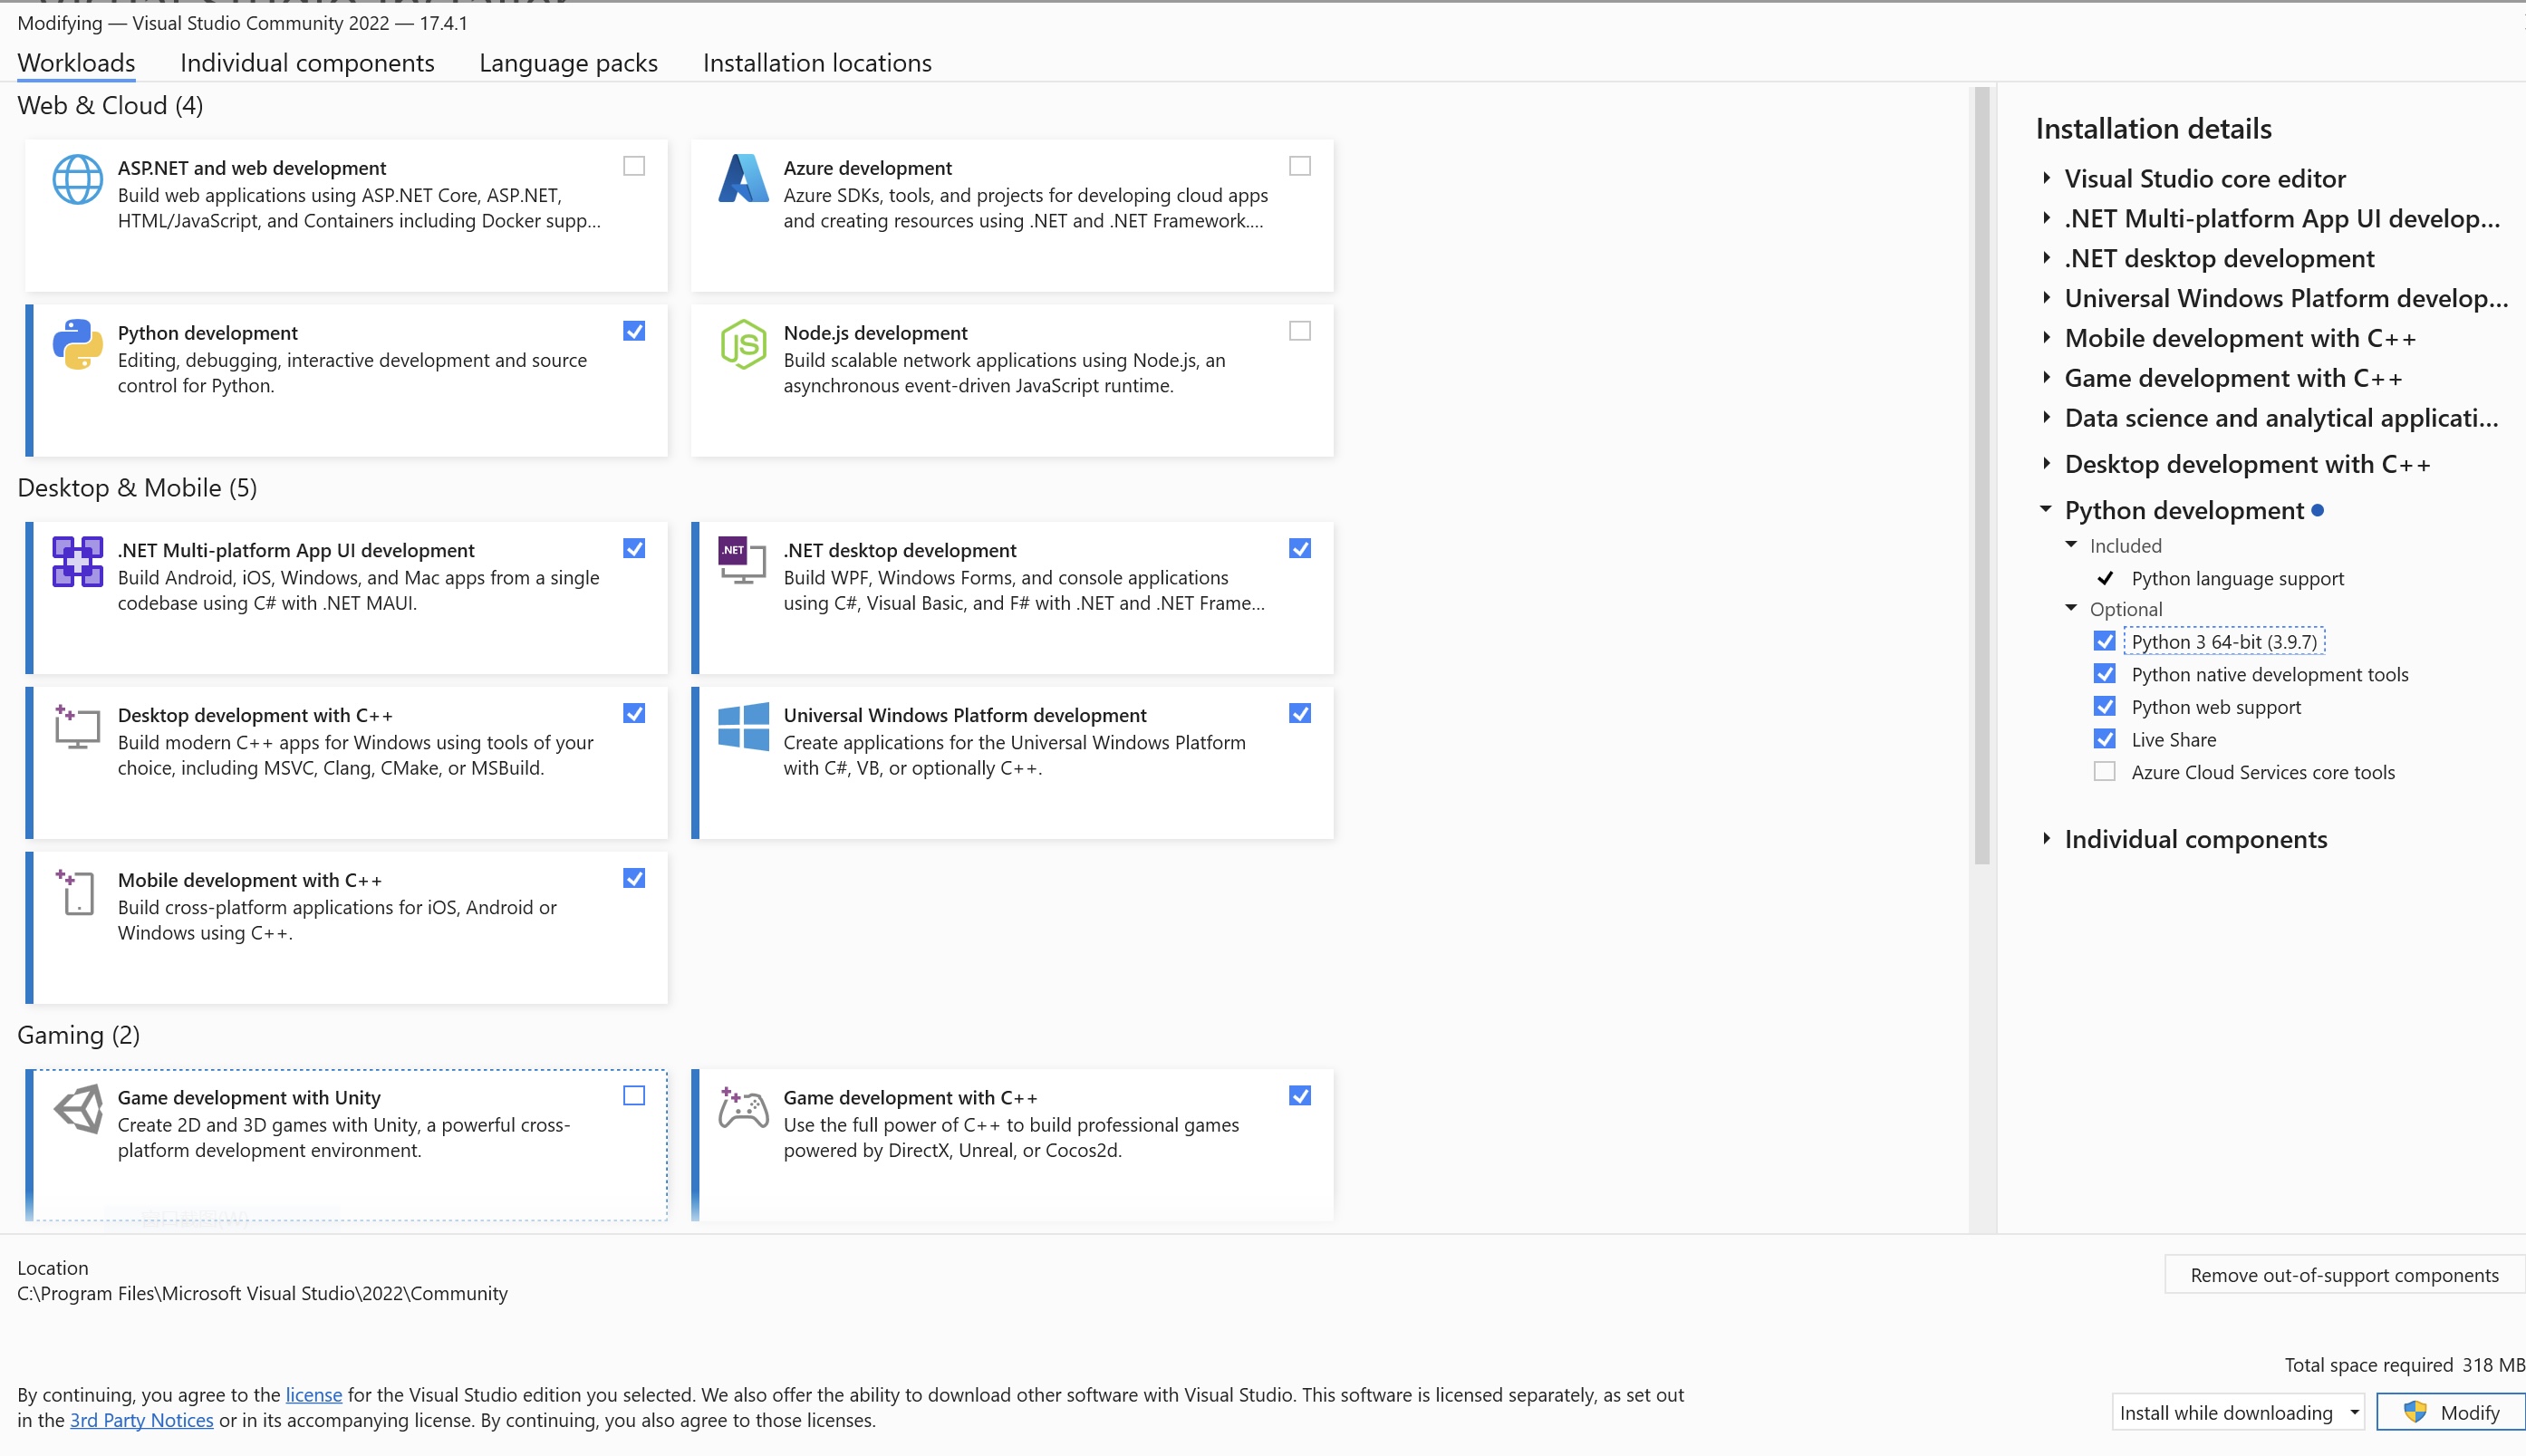 Modifying — Visual Studio Community 2022 — 17.4.1
Workloads
Individual components
Language packs
Installation locations
Web & Cloud (4)
ASP.NET and web development
Build web applications using ASP.NET Core, ASP.NET,
HTML/JavaScript, and Containers including Docker supp...
Azure development
Azure SDKs, tools, and projects for developing cloud apps
and creating resources using .NET and .NET Framework....
Python development
Editing, debugging, interactive development and source
control for Python.
JS
Node.js development
Build scalable network applications using Node.js, an
asynchronous event-driven JavaScript runtime.
Desktop & Mobile (5)
.NET Multi-platform App UI development
Build Android, iOS, Windows, and Mac apps from a single
codebase using C# with .NET MAUI.
.NET
.NET desktop development
Build WPF, Windows Forms, and console applications
using C#, Visual Basic, and F# with .NET and .NET Frame...
Desktop development with C++
Build modern C++ apps for Windows using tools of your
choice, including MSVC, Clang, CMake, or MSBuild.
Universal Windows Platform development
Create applications for the Universal Windows Platform
with C#, VB, or optionally C++.
Mobile development with C++
Build cross-platform applications for iOS, Android or
Windows using C++.
Gaming (2)
Game development with Unity
Create 2D and 3D games with Unity, a powerful cross-
platform development environment.
Game development with C++
Use the full power of C++ to build professional games
powered by DirectX, Unreal, or Cocos2d.
Installation details
Visual Studio core editor
.NET Multi-platform App UI develop...
.NET desktop development
Universal Windows Platform develop...
Mobile development with C++
Game development with C++
Data science and analytical applicati...
Desktop development with C++
Python development
Included
Python language support
Optional
Python 3 64-bit (3.9.7)
Python native development tools
Python web support
Live Share
Azure Cloud Services core tools
Individual components
Location
C:\Program Files\Microsoft Visual Studio\2022\Community
Remove out-of-support components
Total space required 318 MB
By continuing, you agree to the license for the Visual Studio edition you selected. We also offer the ability to download other software with Visual Studio. This software is licensed separately, as set out
in the 3rd Party Notices or in its accompanying license. By continuing, you also agree to those licenses.
Install while downloading
Modify